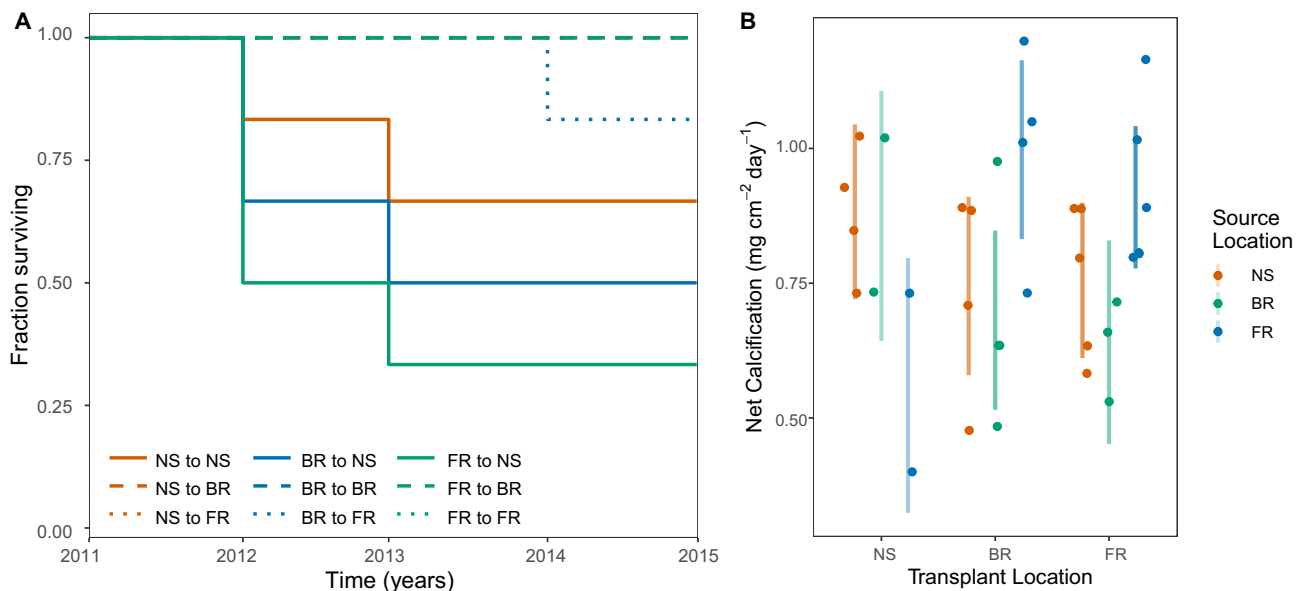 A
Fraction surviving
1.00
0.75
0.50
0.25
0.00
NS to NS
BR to NS
FR to NS
NS to BR
BR to BR
FR to BR
NS to FR
BR to FR
FR to FR
2011
2012
2013
2014
2015
Time (years)
B
Net Calcification (mg cm⁻² day⁻¹)
1.00
0.75
0.50
NS
BR
FR
Transplant Location
Source
Location
NS
BR
FR